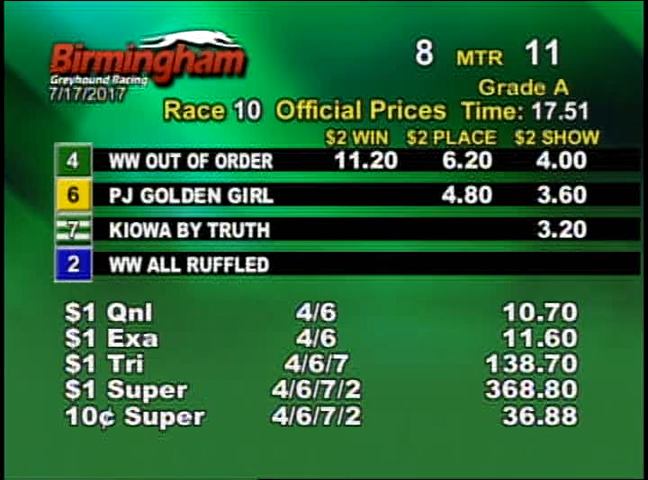 Birmingham
Greyhound Racing
7/17/2017
8 MTR 11
Grade A
Race 10 Official Prices Time: 17.51
$2 WIN $2 PLACE $2 SHOW
4 WW OUT OF ORDER 11.20 6.20 4.00
6 PJ GOLDEN GIRL 4.80 3.60
7 KIOWA BY TRUTH 3.20
2 WW ALL RUFFLED
$1 Qnl 4/6 10.70
$1 Exa 4/6 11.60
$1 Tri 4/6/7 138.70
$1 Super 4/6/7/2 368.80
10¢ Super 4/6/7/2 36.88